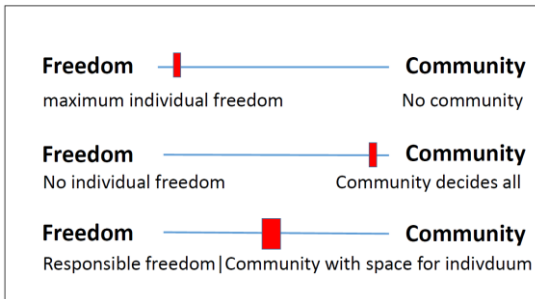 Freedom Community
maximum individual freedom No community
Freedom Community
No individual freedom Community decides all
Freedom Community
Responsible freedom|Community with space for indivduum